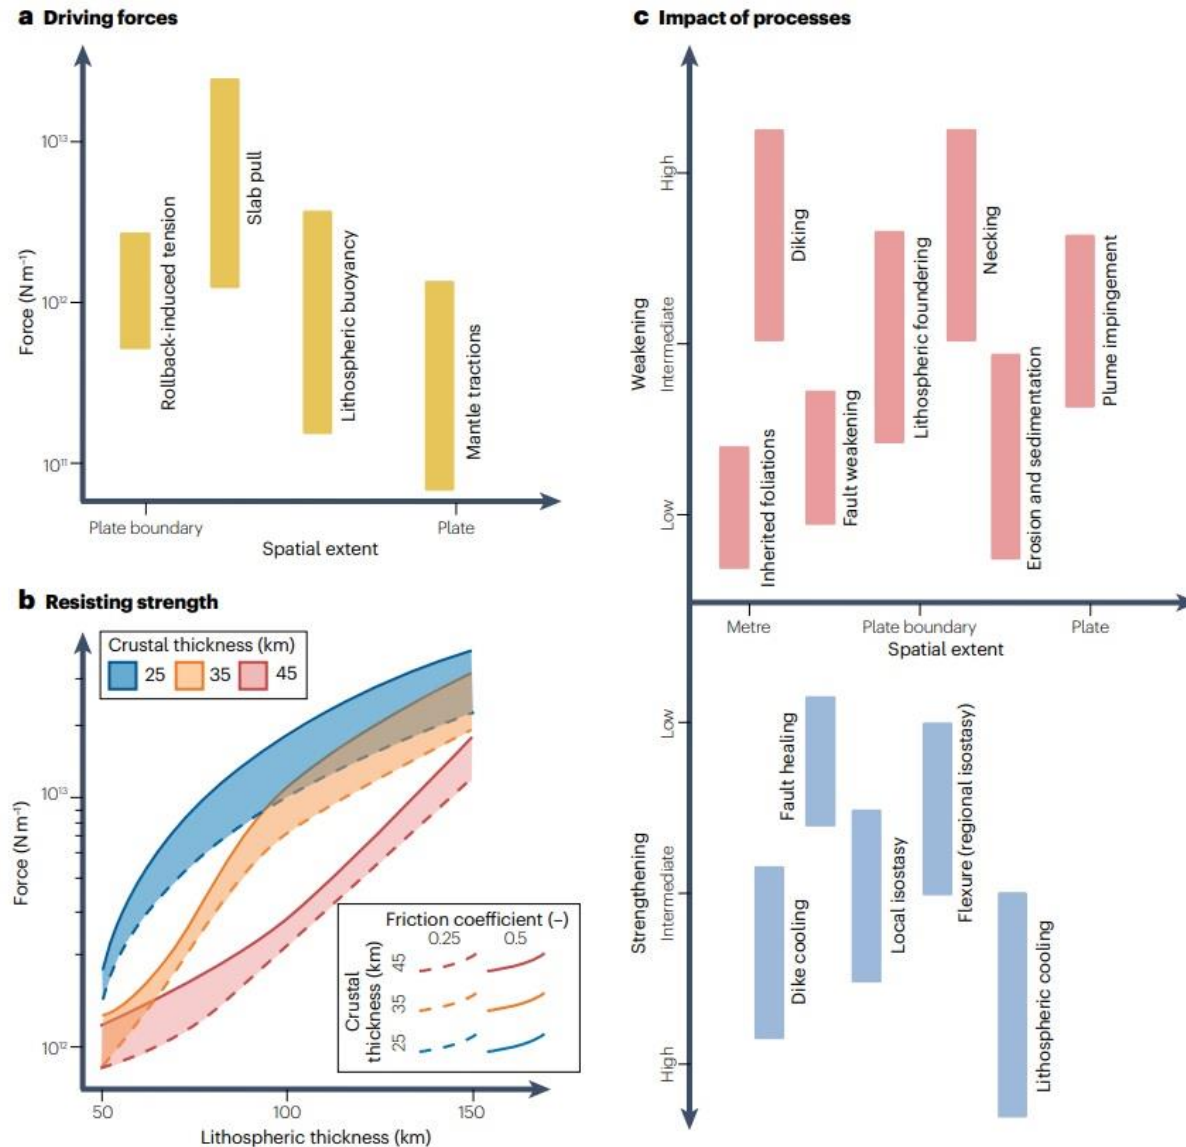 a Driving forces
Force (N m⁻¹)
10¹³
10¹²
10¹¹
Rollback-induced tension
Slab pull
Lithospheric buoyancy
Mantle tractions
Plate boundary
Plate
Spatial extent
b Resisting strength
Crustal thickness (km)
25 35 45
Force (N m⁻¹)
10¹³
10¹²
Friction coefficient (–)
0.25 0.5
Crustal
thickness (km)
45
35
25
50 100 150
Lithospheric thickness (km)
c Impact of processes
Weakening
High
Intermediate
Low
Inherited foliations
Diking
Fault weakening
Lithospheric foundering
Necking
Erosion and sedimentation
Plume impingement
Metre
Plate boundary
Plate
Spatial extent
Strengthening
Low
Intermediate
High
Dike cooling
Fault healing
Local isostasy
Flexure (regional isostasy)
Lithospheric cooling